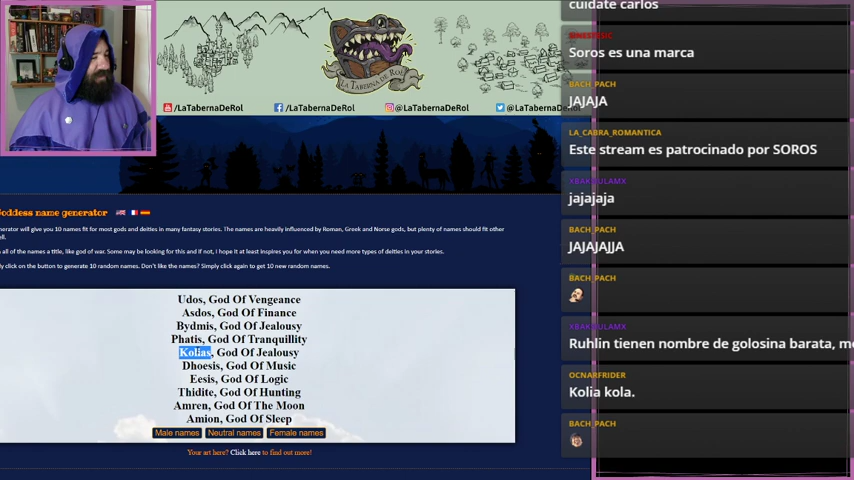 LA TABERNA DE ROL
/LaTabernaDeRol
/LaTabernaDeRol
@LaTabernaDeRol
@LaTabernaDeRol
oddess name generator
enerator will give you 10 names fit for most gods and deities in many fantasy stories. The names are heavily influenced by Roman, Greek and Norse gods, but plenty of names should fit other
ell.
all of the names a title, like god of war. Some may be looking for this and if not, I hope it at least inspires you for when you need more types of deities in your stories.
ly click on the button to generate 10 random names. Don't like the names? Simply click again to get 10 new random names.
Udos, God Of Vengeance
Asdos, God Of Finance
Bydmis, God Of Jealousy
Phatis, God Of Tranquillity
Kolias, God Of Jealousy
Dhoesis, God Of Music
Eesis, God Of Logic
Thidite, God Of Hunting
Amren, God Of The Moon
Amion, God Of Sleep
Male names Neutral names Female names
Your art here? Click here to find out more!
cuidate carlos
Soros es una marca
BACH_PACH
JAJAJA
LA_CABRA_ROMANTICA
Este stream es patrocinado por SOROS
jajajaja
BACH_PACH
JAJAJAJJA
BACH_PACH
Ruhlin tienen nombre de golosina barata,
OCNARFRIDER
Kolia kola.
BACH_PACH